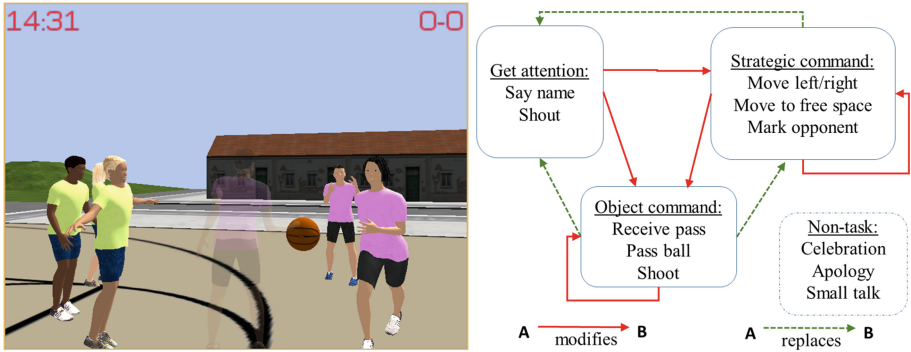 14:31
0-0
Get attention:
Say name
Shout
Strategic command:
Move left/right
Move to free space
Mark opponent
Object command:
Receive pass
Pass ball
Shoot
Non-task:
Celebration
Apology
Small talk
A modifies B
A replaces B